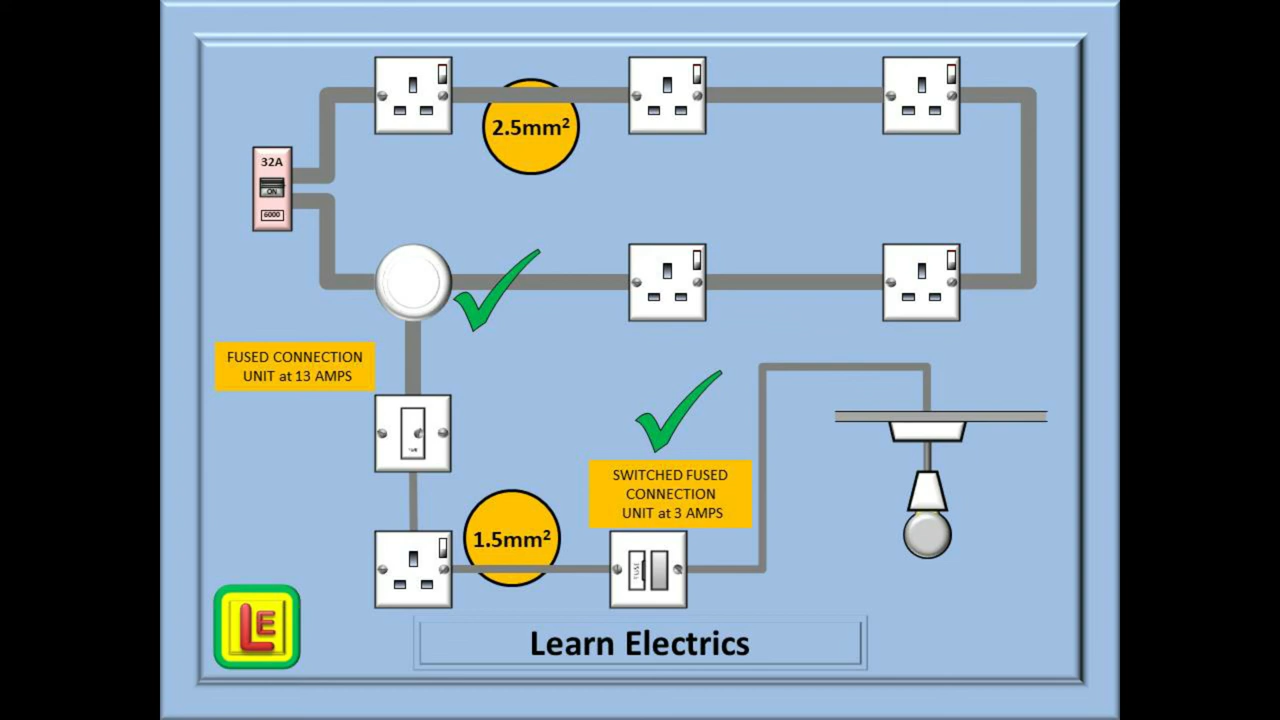 32A
ON
6000
2.5mm²
FUSED CONNECTION
UNIT at 13 AMPS
SWITCHED FUSED
CONNECTION
UNIT at 3 AMPS
1.5mm²
FUSE
LE
Learn Electrics